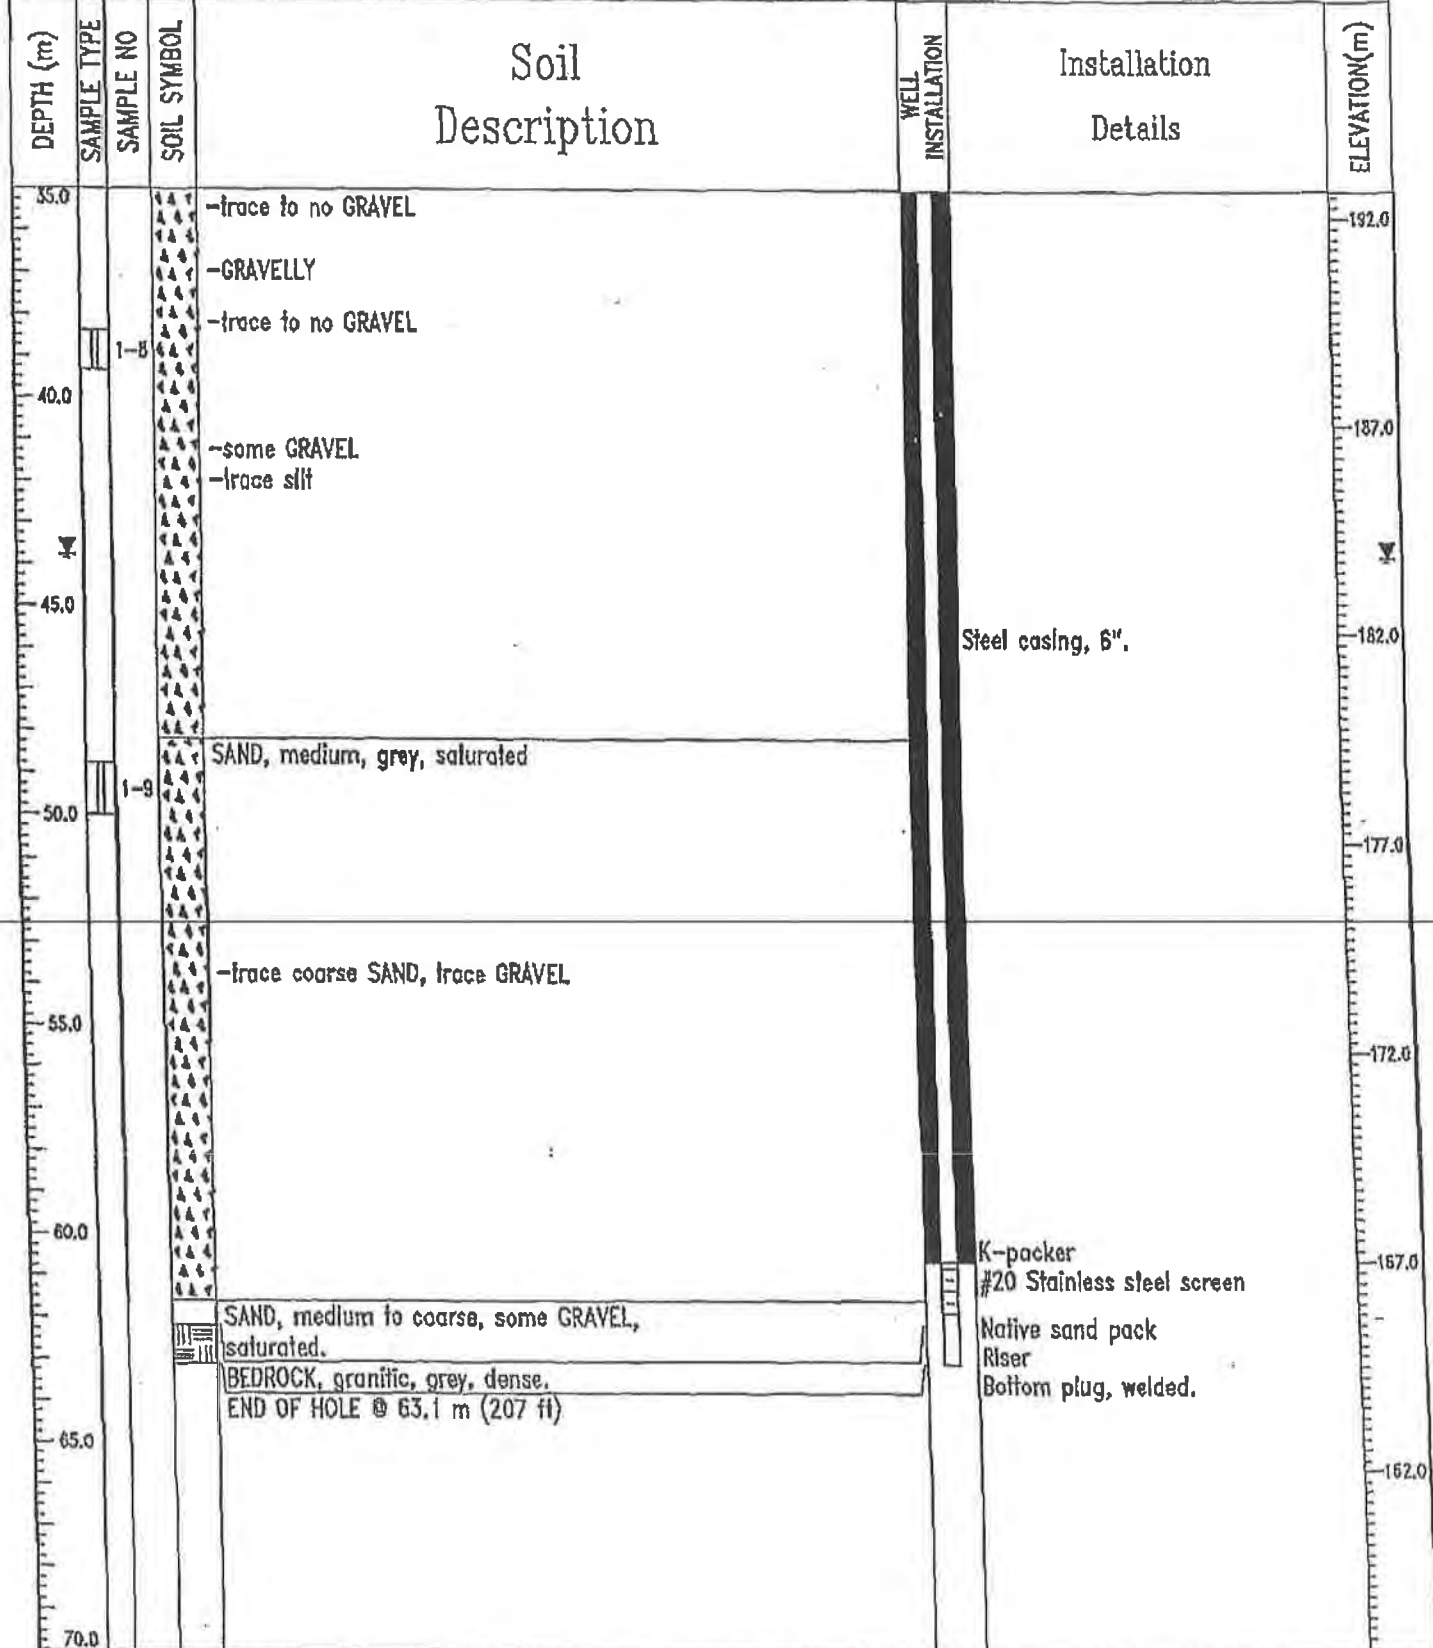 DEPTH (m)
SAMPLE TYPE
SAMPLE NO
SOIL SYMBOL
Soil
Description
WELL
INSTALLATION
Installation
Details
ELEVATION(m)
35.0
-trace to no GRAVEL
192.0
-GRAVELLY
-trace to no GRAVEL
1-8
40.0
187.0
-some GRAVEL
-trace silt
45.0
Steel casing, 6".
182.0
SAND, medium, grey, saturated
1-9
50.0
177.0
-trace coarse SAND, trace GRAVEL
55.0
172.0
60.0
K-packer
167.0
#20 Stainless steel screen
SAND, medium to coarse, some GRAVEL,
saturated.
Native sand pack
Riser
BEDROCK, granitic, grey, dense.
Bottom plug, welded.
END OF HOLE @ 63.1 m (207 ft)
65.0
162.0
70.0